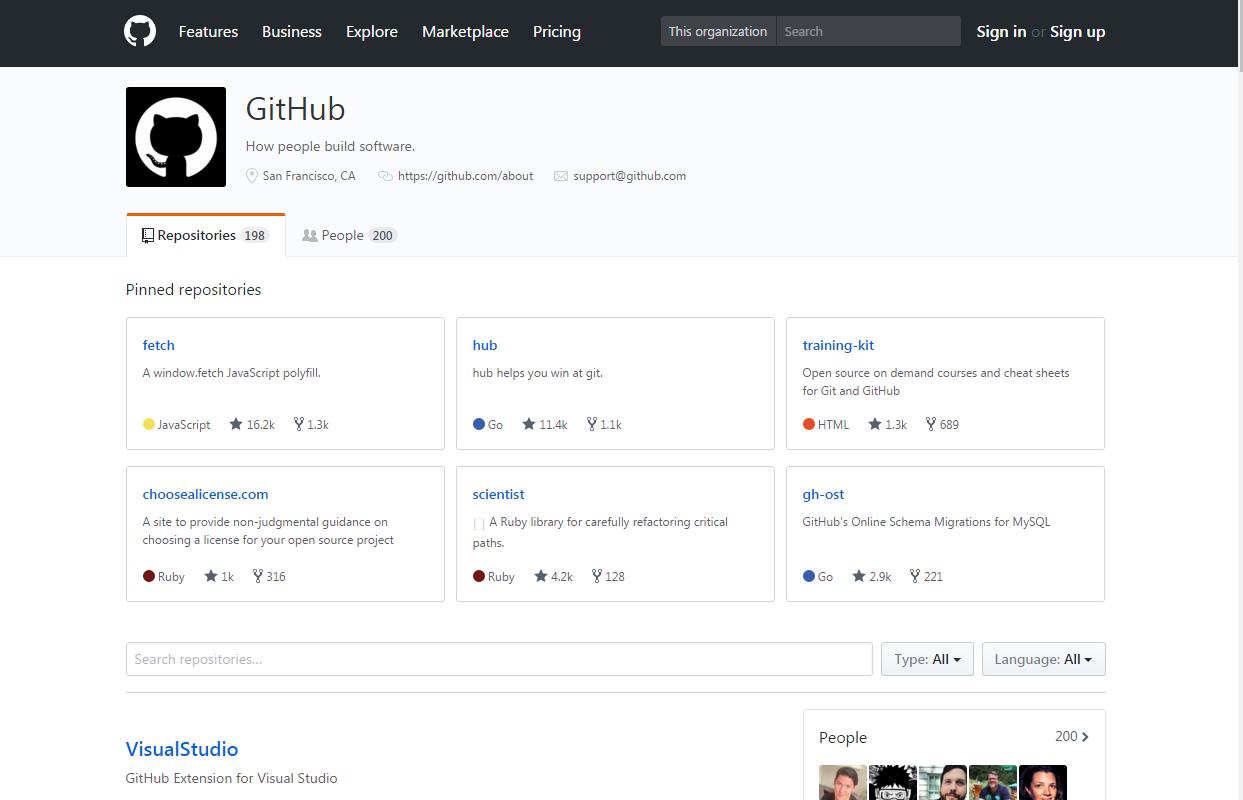 Features Business Explore Marketplace Pricing This organization Search Sign in or Sign up
GitHub
How people build software.
San Francisco, CA https://github.com/about support@github.com
Repositories 198 People 200
Pinned repositories
fetch
A window.fetch JavaScript polyfill.
JavaScript 16.2k 1.3k
hub
hub helps you win at git.
Go 11.4k 1.1k
training-kit
Open source on demand courses and cheat sheets
for Git and GitHub
HTML 1.3k 689
choosealicense.com
A site to provide non-judgmental guidance on
choosing a license for your open source project
Ruby 1k 316
scientist
A Ruby library for carefully refactoring critical
paths.
Ruby 4.2k 128
gh-ost
GitHub's Online Schema Migrations for MySQL
Go 2.9k 221
Search repositories... Type: All Language: All
VisualStudio
GitHub Extension for Visual Studio
People 200